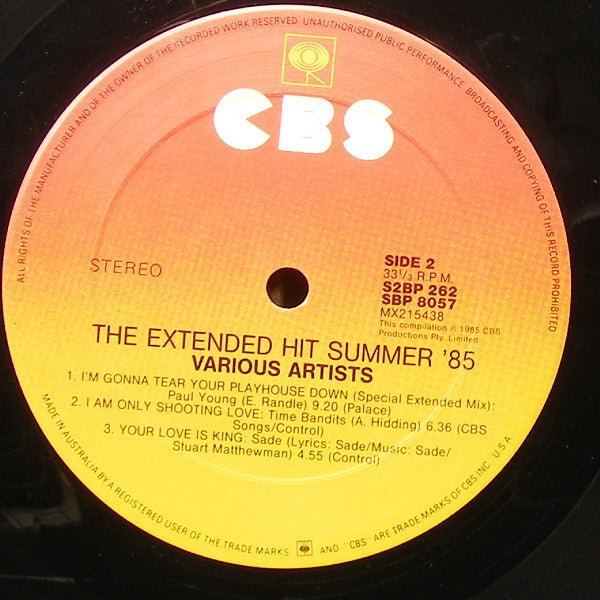 ALL RIGHTS OF THE MANUFACTURER AND OF THE OWNER OF THE RECORDED WORK RESERVED. UNAUTHORISED PUBLIC PERFORMANCE, BROADCASTING AND COPYING OF THIS RECORD PROHIBITED
CBS
STEREO
SIDE 2
33 1/3 R.P.M.
S2BP 262
SBP 8057
MX215438
This compilation ℗ 1985 CBS
Productions Pty. Limited
THE EXTENDED HIT SUMMER '85
VARIOUS ARTISTS
1. I'M GONNA TEAR YOUR PLAYHOUSE DOWN (Special Extended Mix):
Paul Young (E. Randle) 9.20 (Palace)
2. I AM ONLY SHOOTING LOVE: Time Bandits (A. Hidding) 6.36 (CBS
Songs/Control)
3. YOUR LOVE IS KING: Sade (Lyrics: Sade/Music: Sade/
Stuart Matthewman) 4.55 (Control)
MADE IN AUSTRALIA BY A REGISTERED USER OF THE TRADE MARKS AND "CBS" ARE TRADE MARKS OF CBS INC. U.S.A.